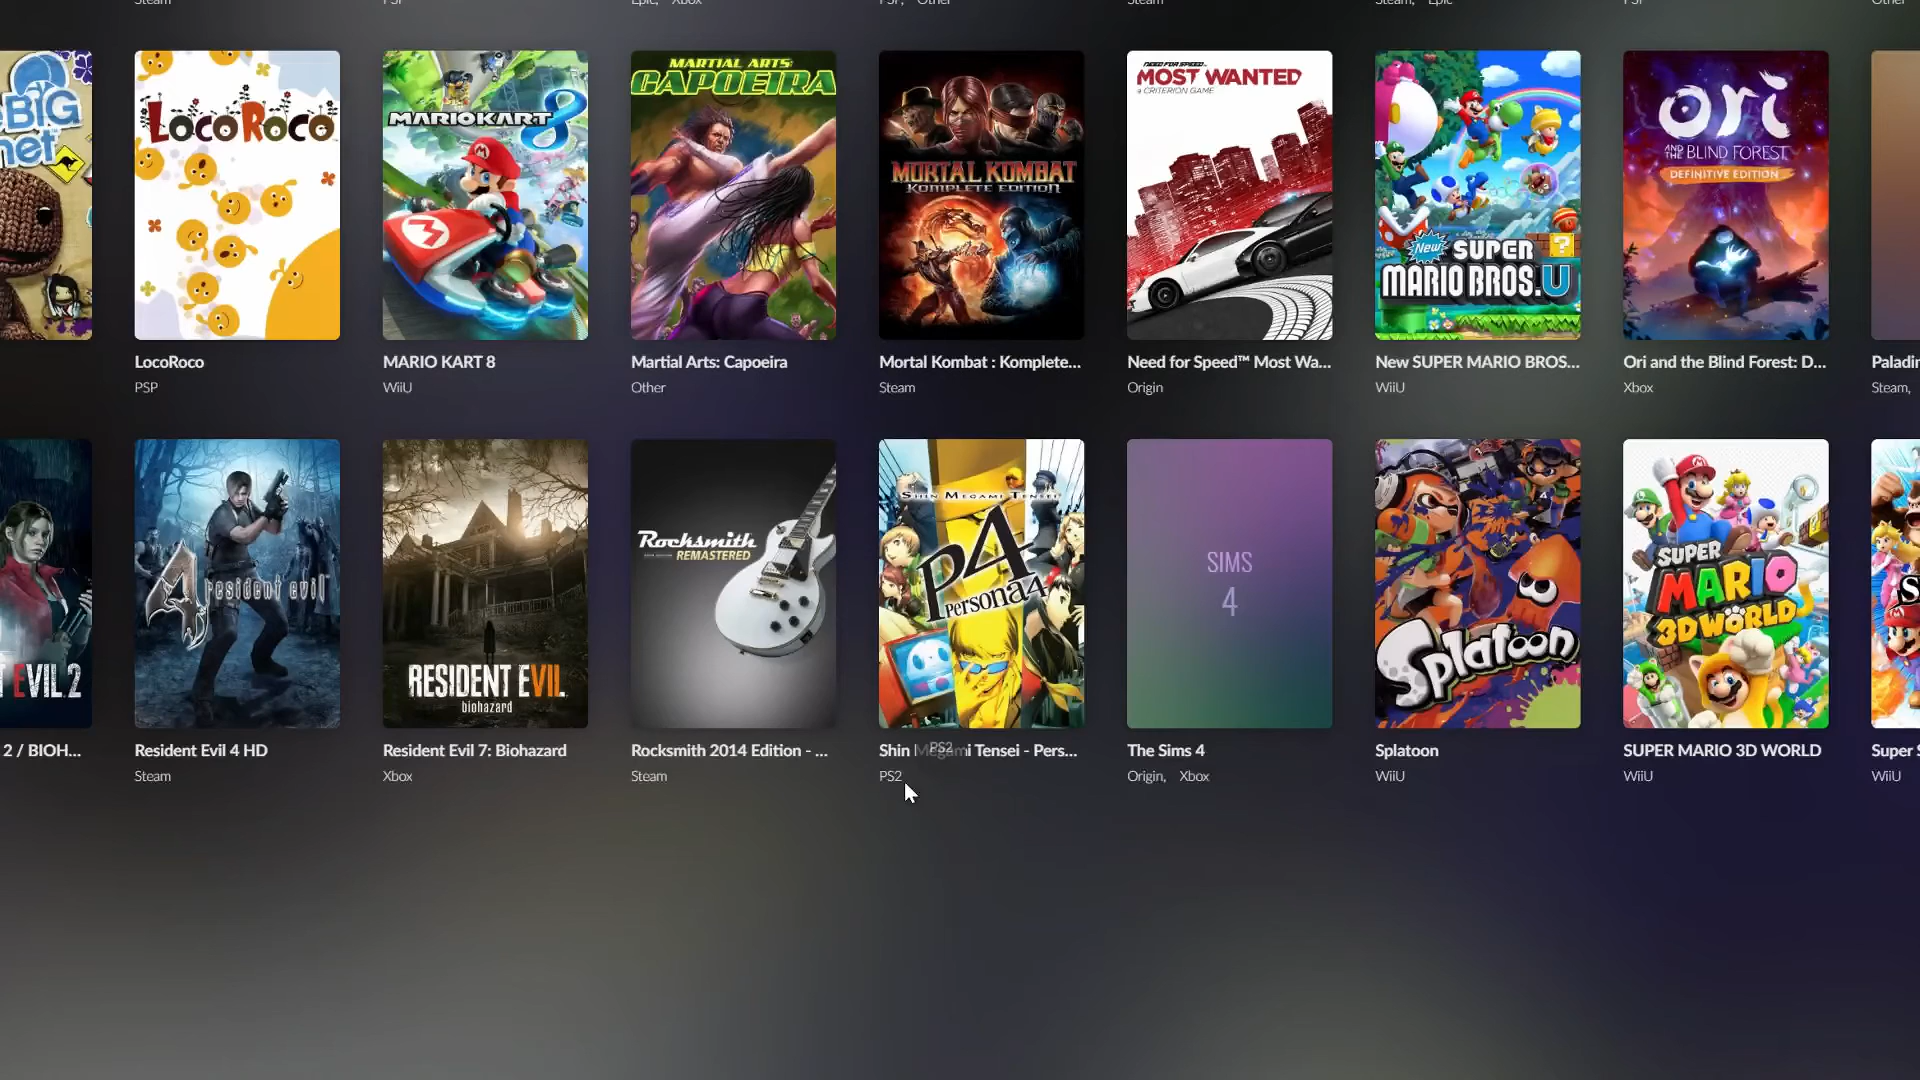 Steam
PSP
Epic, Xbox
PSP, Other
Steam
Steam, Epic
PSP
Other
BIG
net
LocoRoco
MARIOKART 8
MARTIAL ARTS:
CAPOEIRA
MORTAL KOMBAT
KOMPLETE EDITION
NEED FOR SPEED
MOST WANTED
A CRITERION GAME
New SUPER
MARIO BROS.U
ori
AND THE BLIND FOREST
DEFINITIVE EDITION
LocoRoco
MARIO KART 8
Martial Arts: Capoeira
Mortal Kombat : Komplete...
Need for Speed™ Most Wa...
New SUPER MARIO BROS...
Ori and the Blind Forest: D...
Paladin
PSP
WiiU
Other
Steam
Origin
WiiU
Xbox
Steam,
T EVIL 2
4 resident evil
RESIDENT EVIL
biohazard
Rocksmith
REMASTERED
SHIN MEGAMI TENSEI
P4
Persona4
SIMS
4
Splatoon
SUPER
MARIO
3D WORLD
S
2 / BIOH...
Resident Evil 4 HD
Resident Evil 7: Biohazard
Rocksmith 2014 Edition - ...
Shin Megami Tensei - Pers...
PS2
The Sims 4
Splatoon
SUPER MARIO 3D WORLD
Super S
Steam
Xbox
Steam
PS2
Origin, Xbox
WiiU
WiiU
WiiU